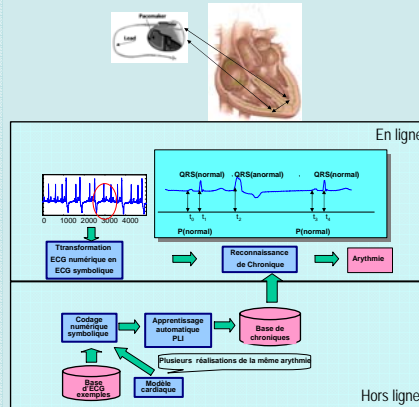 Pacemaker
Lead
En ligne
QRS(normal) QRS(anormal) QRS(normal)
0 1000 2000 3000 4000
t0 t1 t2 t3 t4
P(normal) P(normal)
Transformation
ECG numérique en
ECG symbolique
Reconnaissance
de Chronique
Arythmie
Codage
numérique
symbolique
Apprentissage
automatique
PLI
Base de
chroniques
Plusieurs réalisations de la même arythmie
Base
d'ECG
exemples
Modèle
cardiaque
Hors ligne